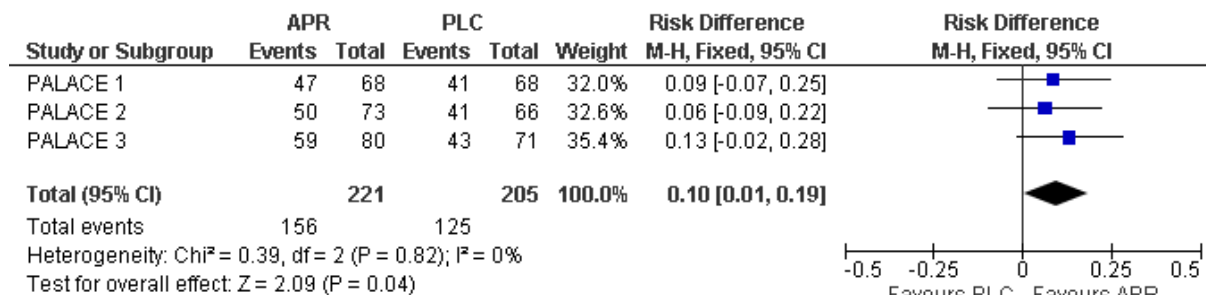 APR PLC Risk Difference Risk Difference
Study or Subgroup Events Total Events Total Weight M-H, Fixed, 95% CI M-H, Fixed, 95% CI
PALACE 1 47 68 41 68 32.0% 0.09 [-0.07, 0.25]
PALACE 2 50 73 41 66 32.6% 0.06 [-0.09, 0.22]
PALACE 3 59 80 43 71 35.4% 0.13 [-0.02, 0.28]
Total (95% CI) 221 205 100.0% 0.10 [0.01, 0.19]
Total events 156 125
Heterogeneity: Chi² = 0.39, df = 2 (P = 0.82); I² = 0%
Test for overall effect: Z = 2.09 (P = 0.04)
-0.5 -0.25 0 0.25 0.5
Favours PLC Favours APR